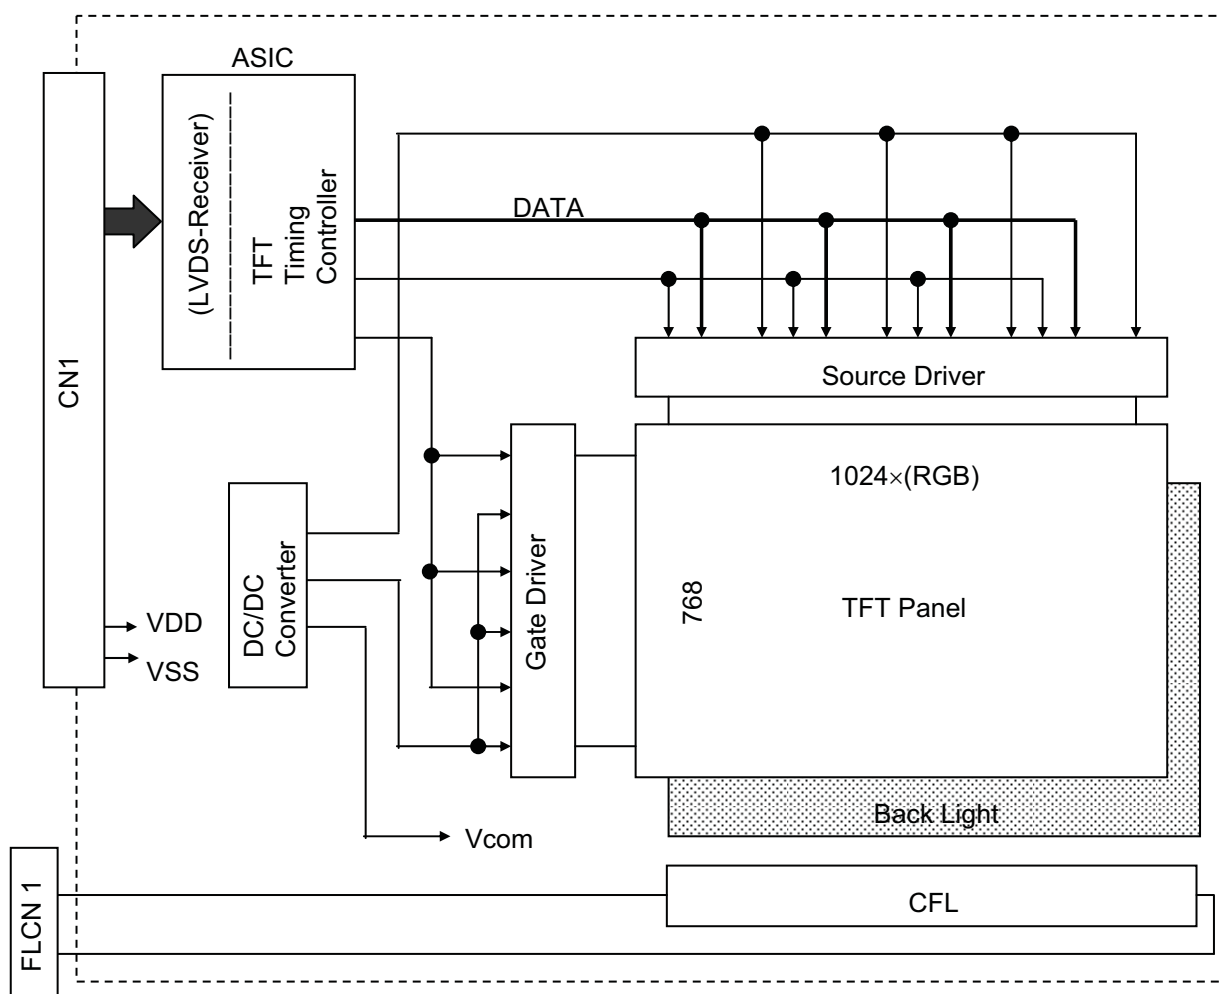 ASIC
CN1
(LVDS-Receiver)
TFT
Timing
Controller
DATA
Source Driver
1024×(RGB)
768
TFT Panel
Gate Driver
DC/DC
Converter
VDD
VSS
Back Light
Vcom
FLCN 1
CFL